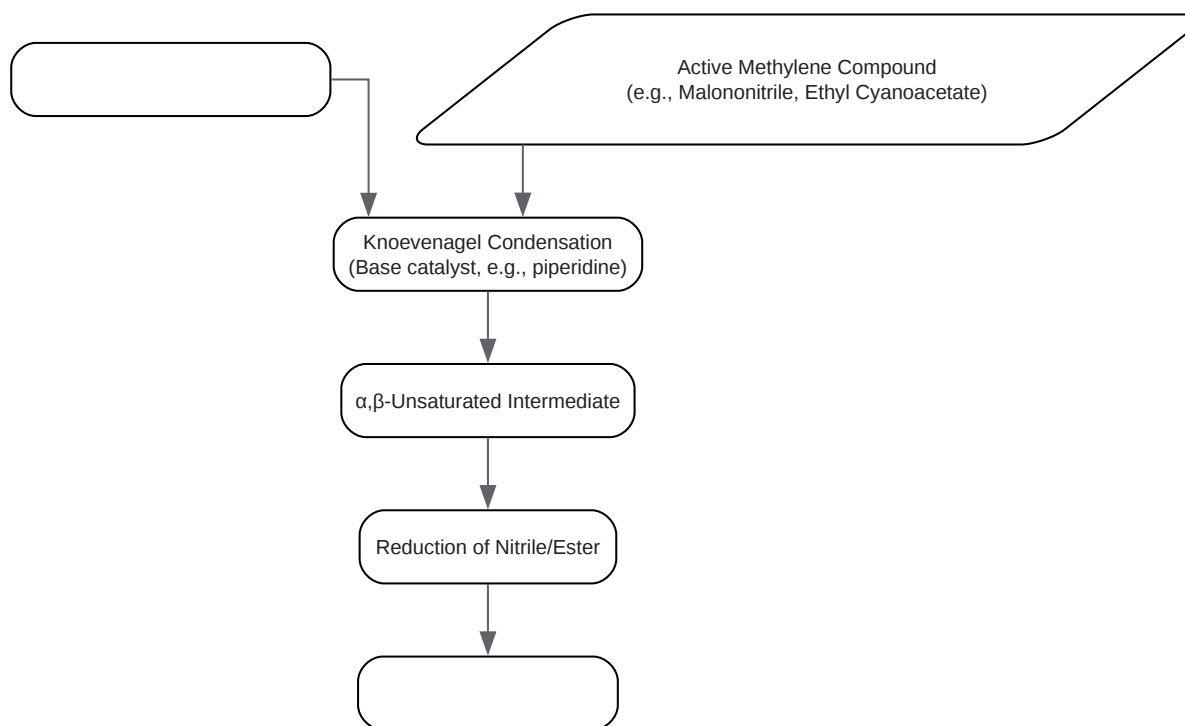 Active Methylene Compound
(e.g., Malononitrile, Ethyl Cyanoacetate)
Knoevenagel Condensation
(Base catalyst, e.g., piperidine)
α,β-Unsaturated Intermediate
Reduction of Nitrile/Ester